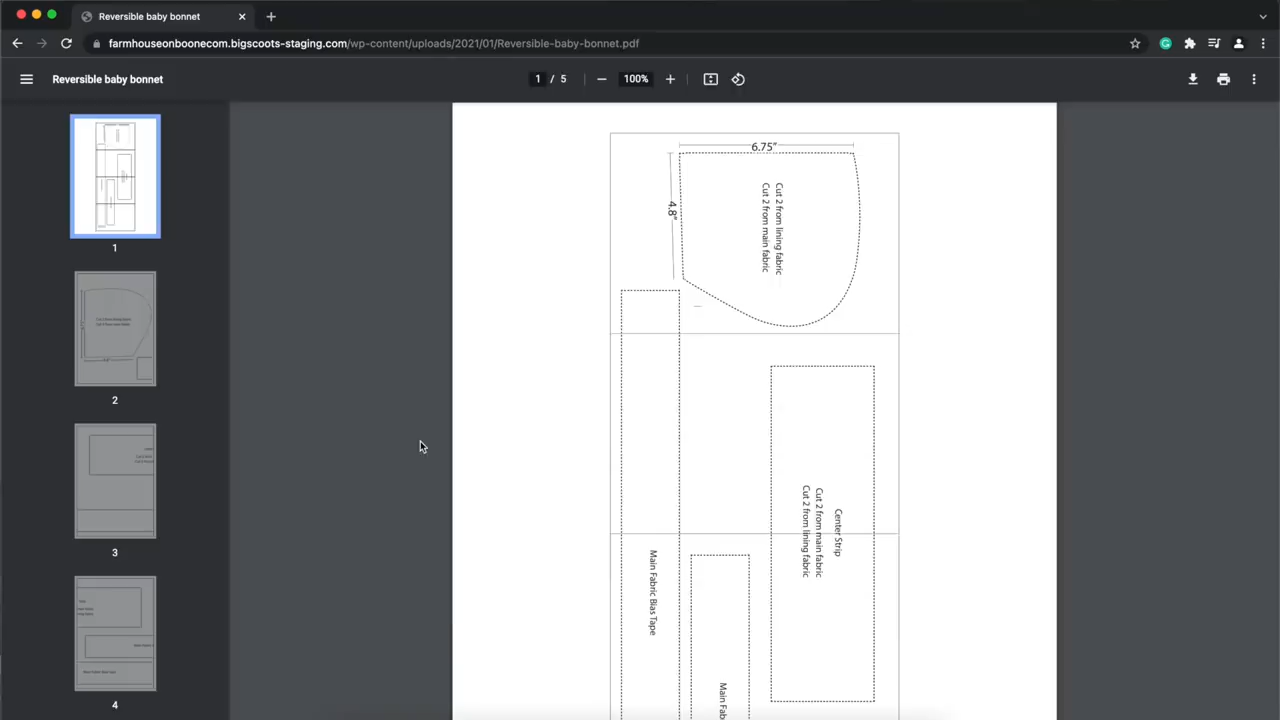 Reversible baby bonnet
farmhouseonboonecom.bigscoots-staging.com/wp-content/uploads/2021/01/Reversible-baby-bonnet.pdf
Reversible baby bonnet
1 / 5
100%
1
2
3
4
6.75"
4.8"
Cut 2 from lining fabric
Cut 2 from main fabric
Center Strip
Cut 2 from main fabric
Cut 2 from lining fabric
Main Fabric Bias Tape
Main Fab